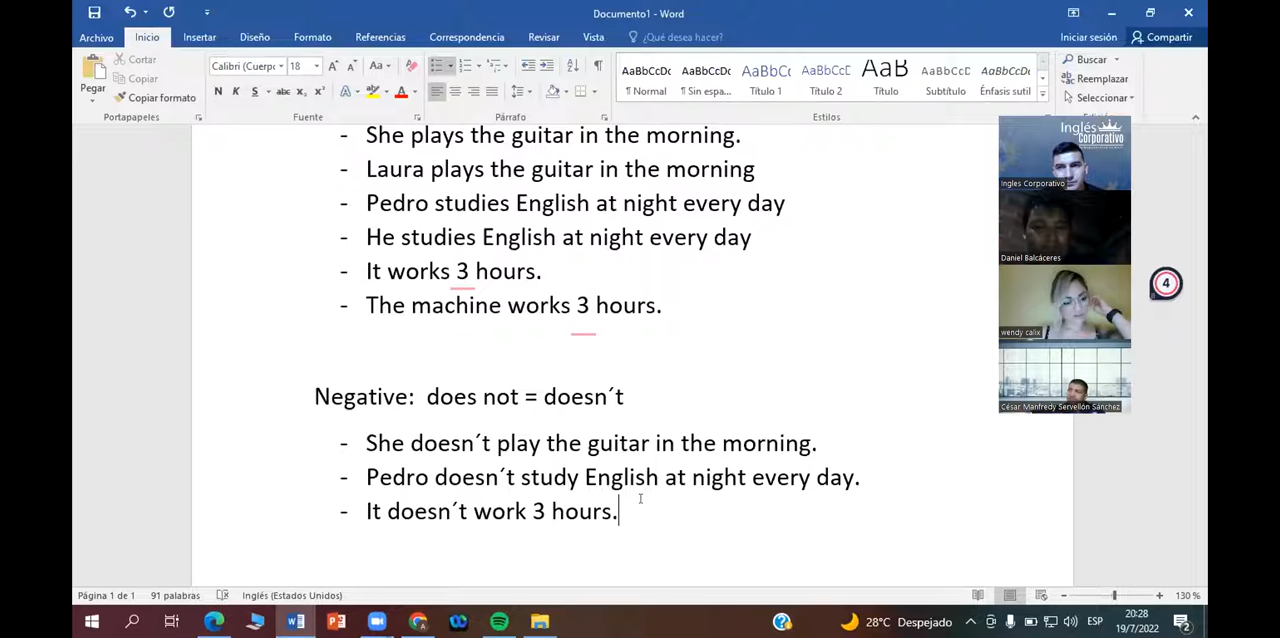 Documento1 - Word
Archivo Inicio Insertar Diseño Formato Referencias Correspondencia Revisar Vista ¿Qué desea hacer? Iniciar sesión Compartir
Pegar
Cortar
Copiar
Copiar formato
Portapapeles
Calibri (Cuerpo 18
N K S abc x₂ x²
Fuente
Párrafo
AaBbCcDc AaBbCcDc AaBbCc AaBbCcD AaB AaBbCcD AaBbCcDc
¶ Normal ¶ Sin espa... Título 1 Título 2 Título Subtítulo Énfasis sutil
Estilos
Buscar
Reemplazar
Seleccionar
- She plays the guitar in the morning.
- Laura plays the guitar in the morning
- Pedro studies English at night every day
- He studies English at night every day
- It works 3 hours.
- The machine works 3 hours.
Negative: does not = doesn´t
- She doesn´t play the guitar in the morning.
- Pedro doesn´t study English at night every day.
- It doesn´t work 3 hours.
Inglés
Corporativo
Ingles Corporativo
Daniel Balcáceres
wendy calix
César Manfredy Servellón Sánchez
4
Página 1 de 1 91 palabras Inglés (Estados Unidos) 130 %
28°C Despejado ESP 20:28
19/7/2022
2